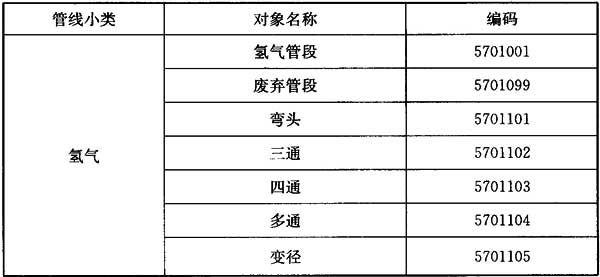 管线小类 对象名称 编码
氢气管段 5701001
废弃管段 5701099
弯头 5701101
氢气 三通 5701102
四通 5701103
多通 5701104
变径 5701105